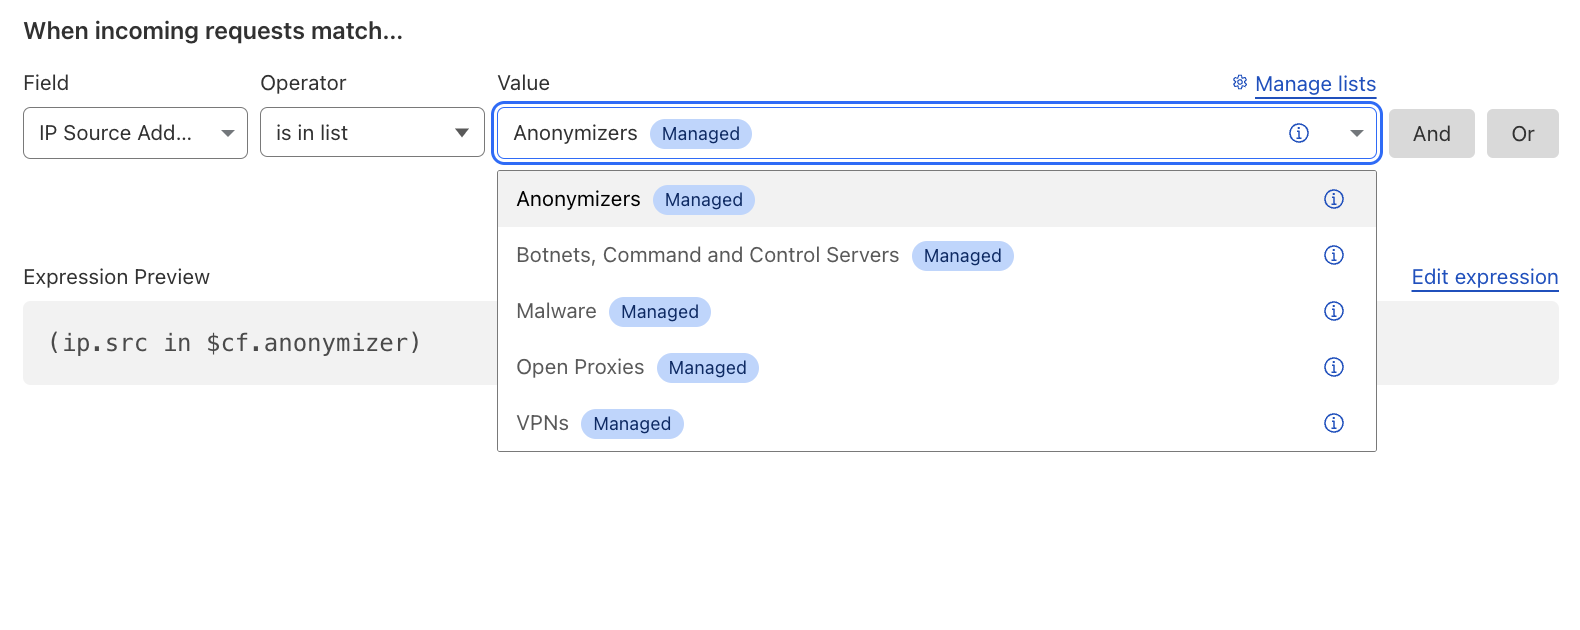 When incoming requests match...
Field Operator Value Manage lists
IP Source Add... is in list Anonymizers Managed And Or
Anonymizers Managed
Botnets, Command and Control Servers Managed
Malware Managed
Open Proxies Managed
VPNs Managed
Expression Preview Edit expression
(ip.src in $cf.anonymizer)